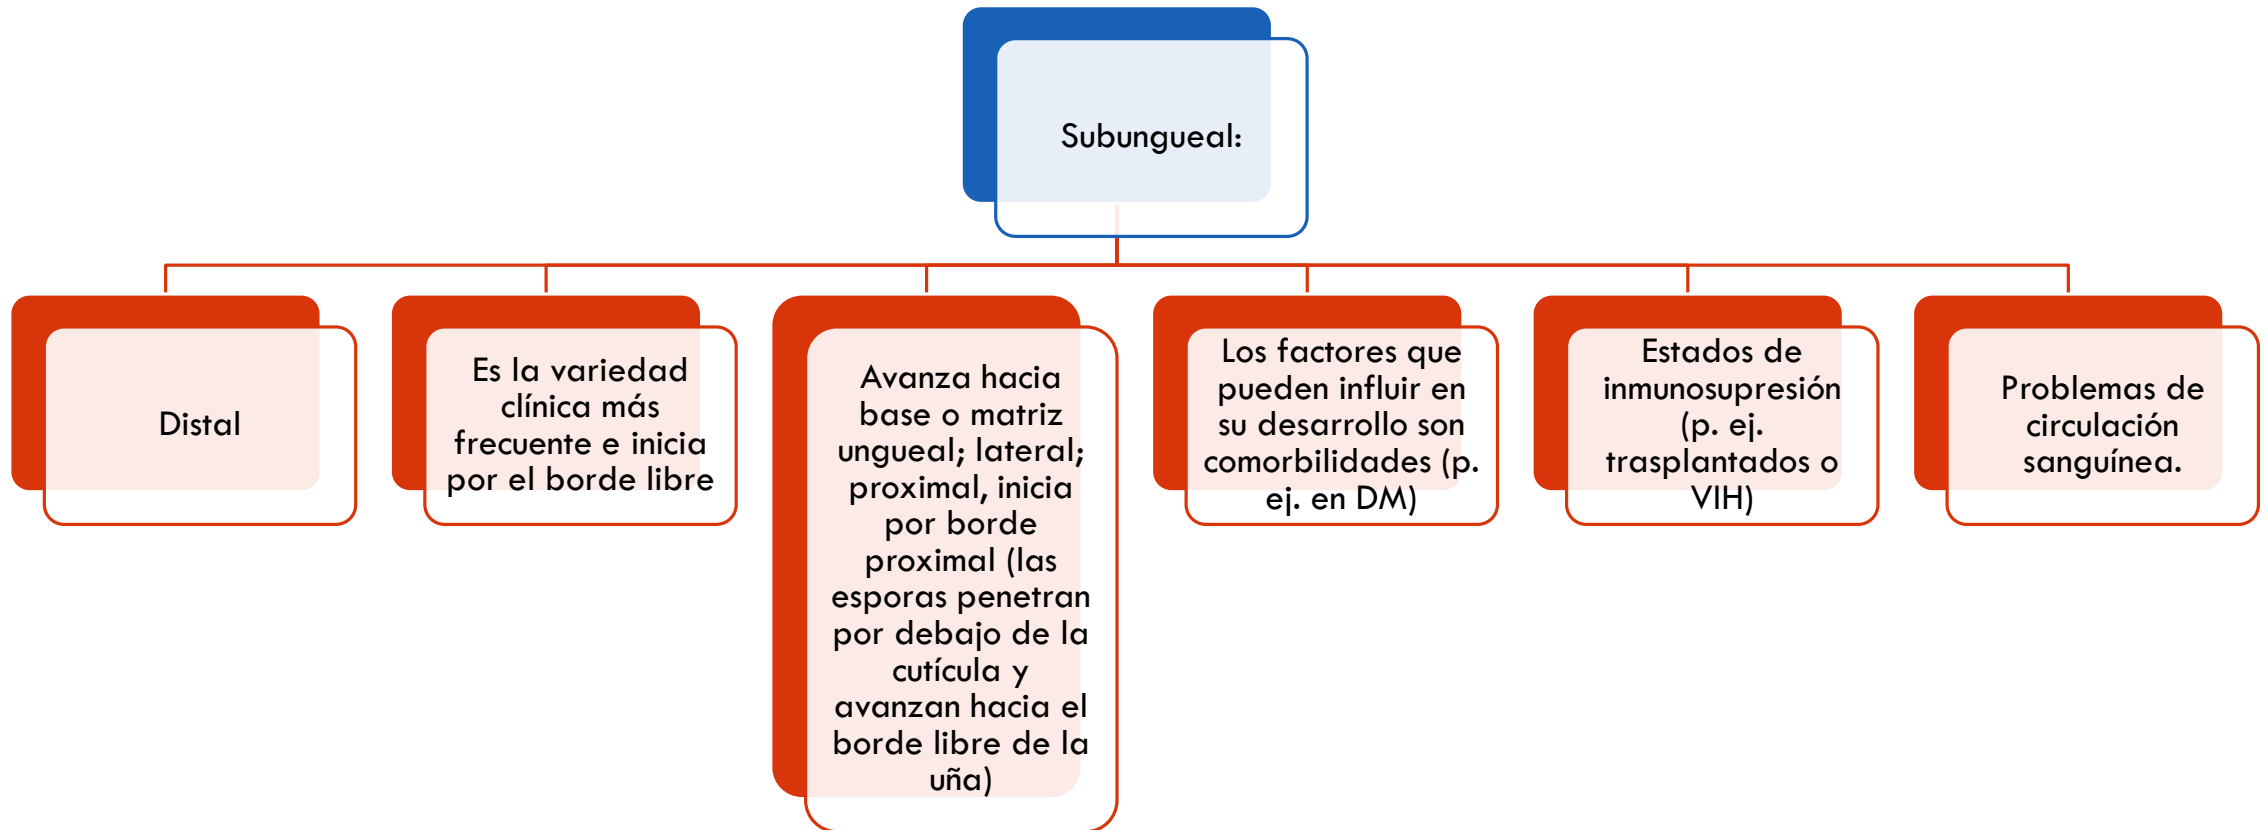 Subungueal:
Distal
Es la variedad
clínica más
frecuente e inicia
por el borde libre
Avanza hacia
base o matriz
ungueal; lateral;
proximal, inicia
por borde
proximal (las
esporas penetran
por debajo de la
cutícula y
avanzan hacia el
borde libre de la
uña)
Los factores que
pueden influir en
su desarrollo son
comorbilidades (p.
ej. en DM)
Estados de
inmunosupresión
(p. ej.
trasplantados o
VIH)
Problemas de
circulación
sanguínea.